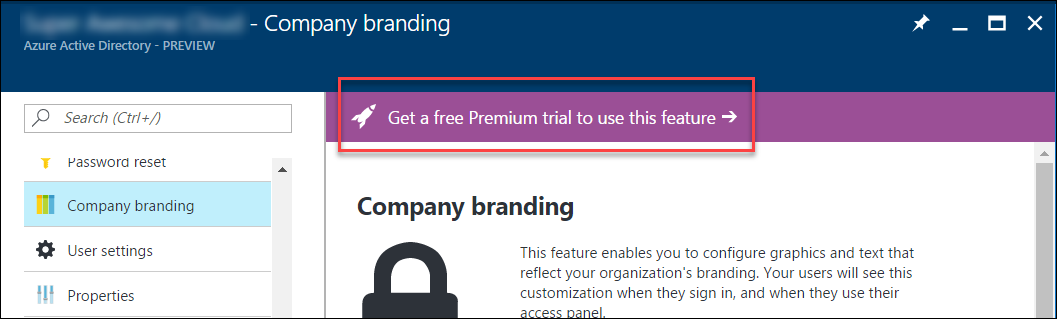 - Company branding
Azure Active Directory - PREVIEW
Search (Ctrl+/)
Get a free Premium trial to use this feature ➔
Password reset
Company branding
User settings
Properties
Company branding
This feature enables you to configure graphics and text that
reflect your organization's branding. Your users will see this
customization when they sign in, and when they use their
access panel.